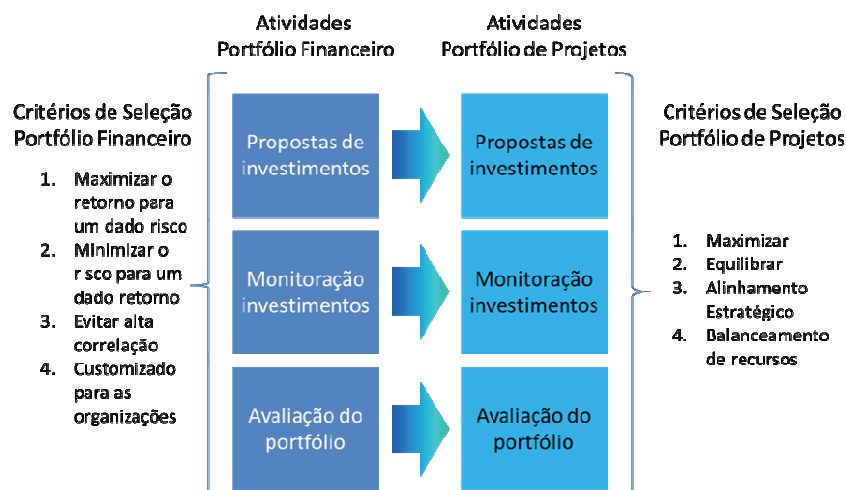 Atividades
Portfólio Financeiro
Atividades
Portfólio de Projetos
Critérios de Seleção
Portfólio Financeiro
1. Maximizar o
retorno para
um dado risco
2. Minimizar o
r sco para um
dado retorno
3. Evitar alta
correlação
4. Customizado
para as
organizações
Propostas de
investimentos
Monitoração
investimentos
Avaliação do
portfólio
Propostas de
investimentos
Monitoração
investimentos
Avaliação do
portfólio
Critérios de Seleção
Portfólio de Projetos
1. Maximizar
2. Equilibrar
3. Alinhamento
Estratégico
4. Balanceamento
de recursos